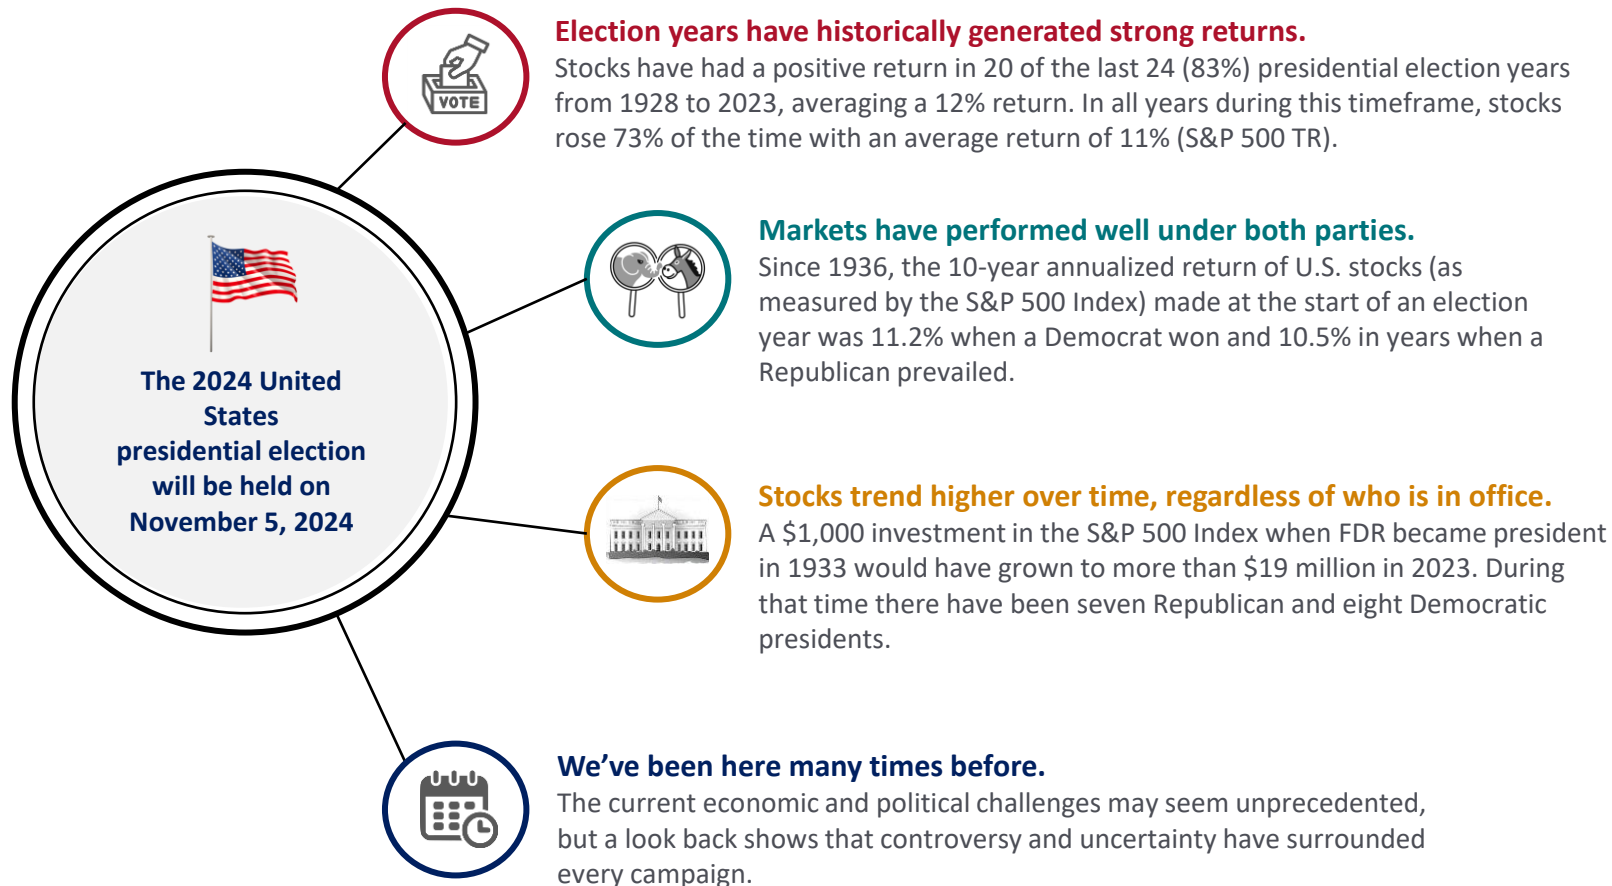 Election years have historically generated strong returns.
Stocks have had a positive return in 20 of the last 24 (83%) presidential election years
from 1928 to 2023, averaging a 12% return. In all years during this timeframe, stocks
rose 73% of the time with an average return of 11% (S&P 500 TR).
VOTE
Markets have performed well under both parties.
Since 1936, the 10-year annualized return of U.S. stocks (as
measured by the S&P 500 Index) made at the start of an election
year was 11.2% when a Democrat won and 10.5% in years when a
Republican prevailed.
The 2024 United
States
presidential election
will be held on
November 5, 2024
Stocks trend higher over time, regardless of who is in office.
A $1,000 investment in the S&P 500 Index when FDR became president
in 1933 would have grown to more than $19 million in 2023. During
that time there have been seven Republican and eight Democratic
presidents.
We’ve been here many times before.
The current economic and political challenges may seem unprecedented,
but a look back shows that controversy and uncertainty have surrounded
every campaign.